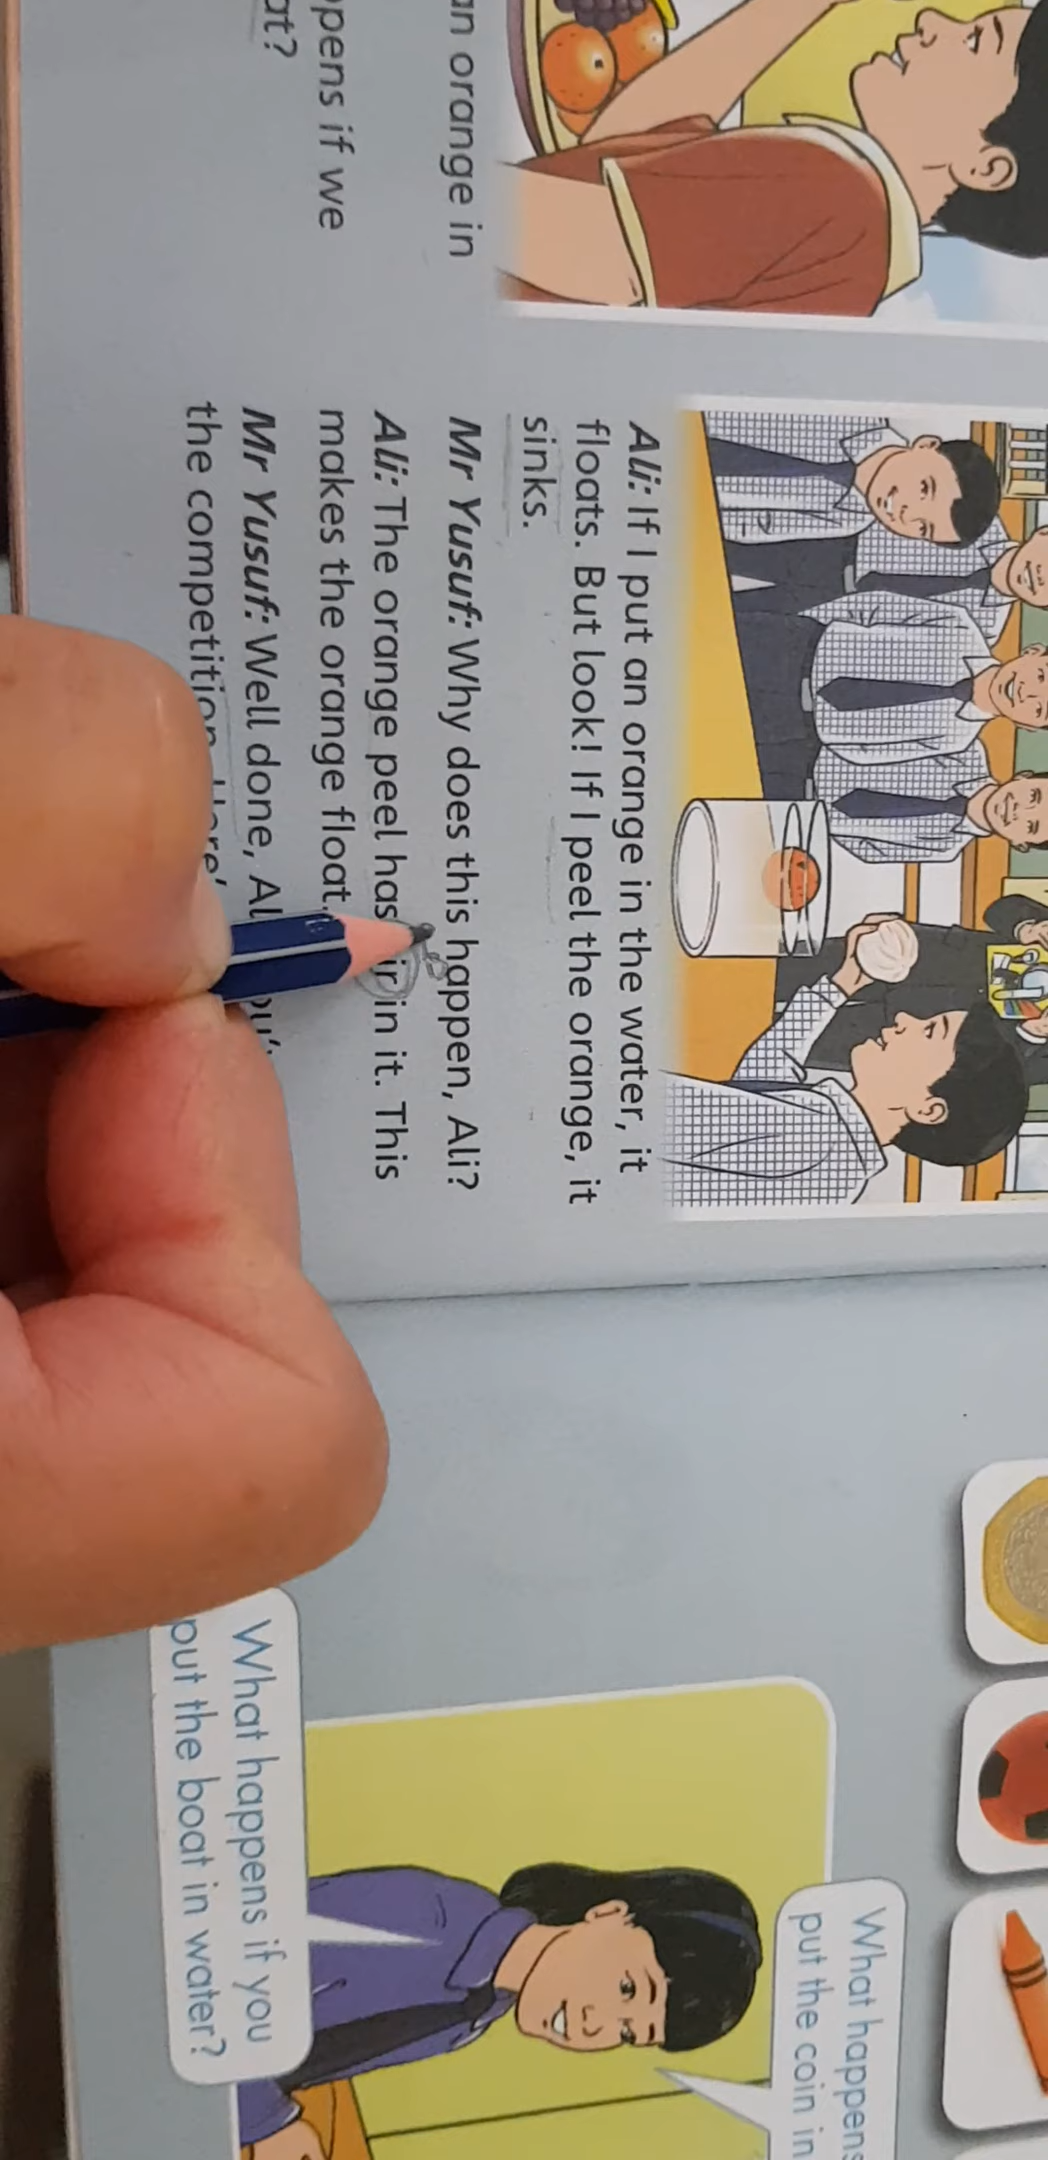 an orange in
ppens if we
at?
Ali: If I put an orange in the water, it
floats. But look! If I peel the orange, it
sinks.
Mr Yusuf: Why does this happen, Ali?
Ali: The orange peel has air in it. This
makes the orange float.
Mr Yusuf: Well done, Al
the competition
What happens
put the coin in
What happens if you
put the boat in water?